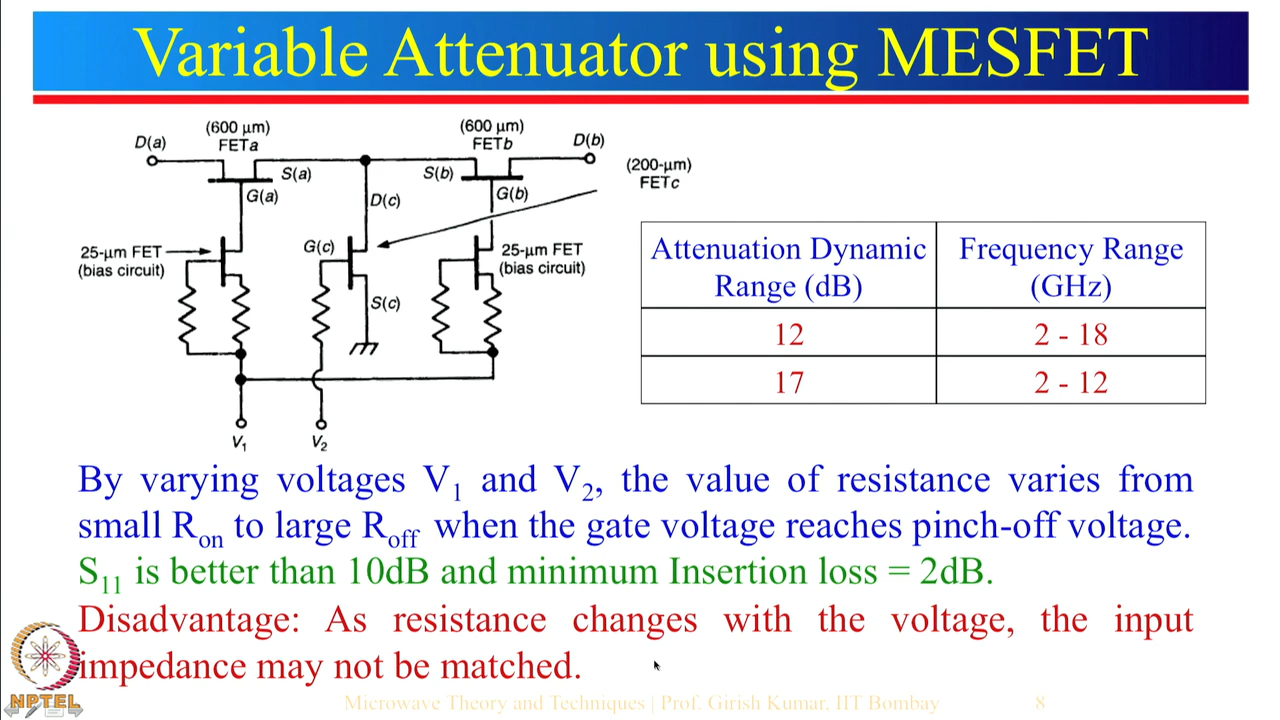 Variable Attenuator using MESFET
D(a)
(600 μm)
FETa
(600 μm)
FETb
D(b)
S(a)
S(b)
(200-μm)
FETc
G(a)
D(c)
G(b)
25-μm FET
(bias circuit)
G(c)
25-μm FET
(bias circuit)
S(c)
V1
V2
Attenuation Dynamic Range (dB)
Frequency Range (GHz)
12
2 - 18
17
2 - 12
By varying voltages V1 and V2, the value of resistance varies from
small Ron to large Roff when the gate voltage reaches pinch-off voltage.
S11 is better than 10dB and minimum Insertion loss = 2dB.
Disadvantage: As resistance changes with the voltage, the input
impedance may not be matched.
NPTEL
Microwave Theory and Techniques | Prof. Girish Kumar, IIT Bombay
8